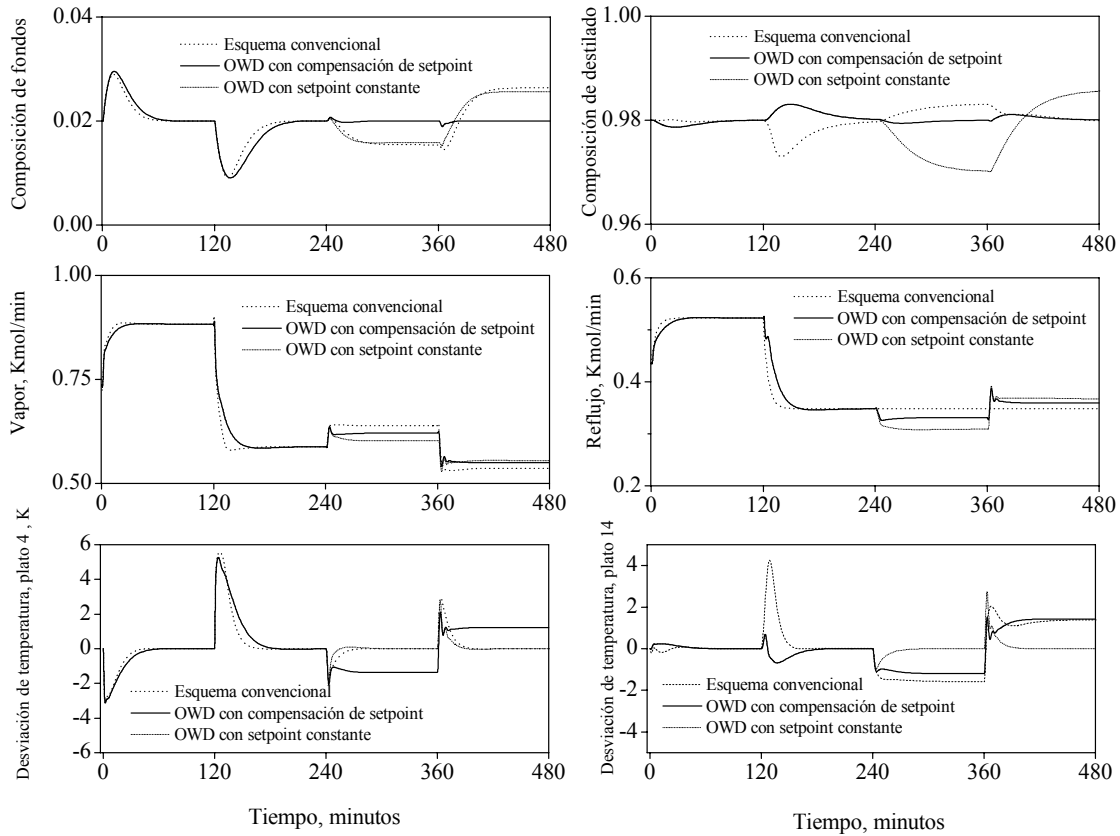 Composición de fondos
0.04
0.02
0.00
Esquema convencional
OWD con compensación de setpoint
OWD con setpoint constante
0
120
240
360
480
Composición de destilado
1.00
0.98
0.96
Esquema convencional
OWD con compensación de setpoint
OWD con setpoint constante
0
120
240
360
480
Vapor, Kmol/min
1.00
0.75
0.50
Esquema convencional
OWD con compensación de setpoint
OWD con setpoint constante
0
120
240
360
480
Reflujo, Kmol/min
0.6
0.4
0.2
Esquema convencional
OWD con compensación de setpoint
OWD con setpoint constante
0
120
240
360
480
Desviación de temperatura, plato 4 , K
6
4
2
0
-2
-4
-6
Esquema convencional
OWD con compensación de setpoint
OWD con setpoint constante
0
120
240
360
480
Tiempo, minutos
Desviación de temperatura, plato 14
4
2
0
-2
-4
Esquema convencional
OWD con compensación de setpoint
OWD con setpoint constante
0
120
240
360
480
Tiempo, minutos